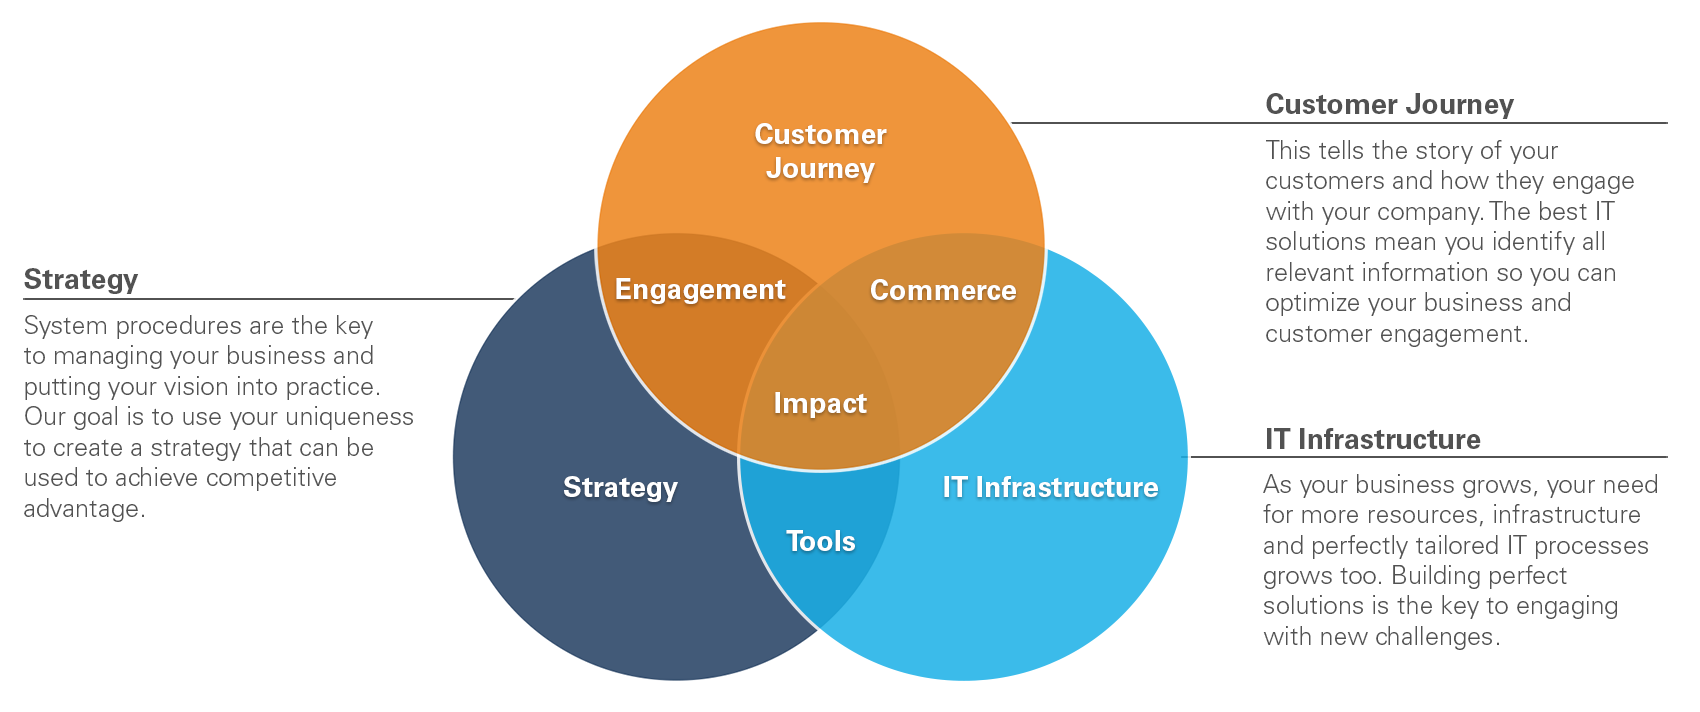 Customer
Journey
Engagement
Commerce
Impact
Strategy
IT Infrastructure
Tools
Strategy
System procedures are the key
to managing your business and
putting your vision into practice.
Our goal is to use your uniqueness
to create a strategy that can be
used to achieve competitive
advantage.
Customer Journey
This tells the story of your
customers and how they engage
with your company. The best IT
solutions mean you identify all
relevant information so you can
optimize your business and
customer engagement.
IT Infrastructure
As your business grows, your need
for more resources, infrastructure
and perfectly tailored IT processes
grows too. Building perfect
solutions is the key to engaging
with new challenges.